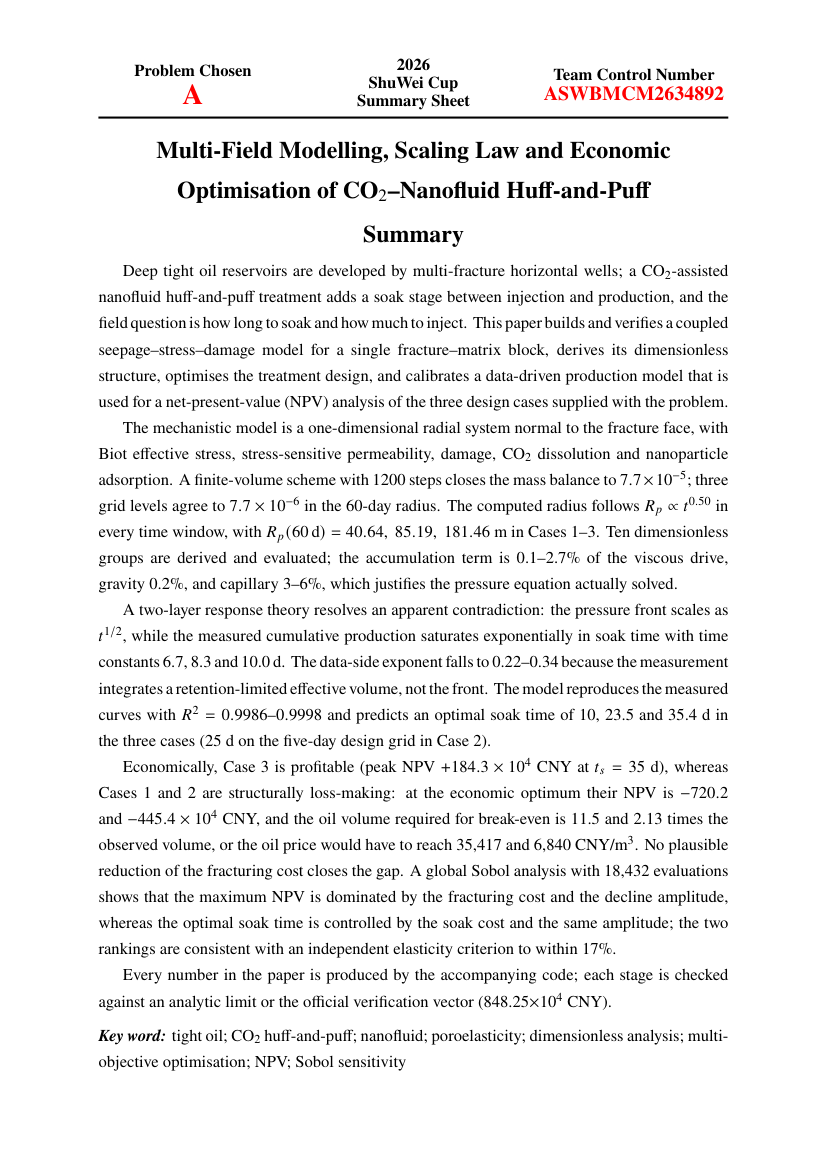 Problem Chosen
A
2026
ShuWei Cup
Summary Sheet
Team Control Number
ASWBMCM2634892
Multi-Field Modelling, Scaling Law and Economic
Optimisation of CO₂–Nanofluid Huff-and-Puff
Summary
Deep tight oil reservoirs are developed by multi-fracture horizontal wells; a CO₂-assisted
nanofluid huff-and-puff treatment adds a soak stage between injection and production, and the
field question is how long to soak and how much to inject. This paper builds and verifies a coupled
seepage–stress–damage model for a single fracture–matrix block, derives its dimensionless
structure, optimises the treatment design, and calibrates a data-driven production model that is
used for a net-present-value (NPV) analysis of the three design cases supplied with the problem.
The mechanistic model is a one-dimensional radial system normal to the fracture face, with
Biot effective stress, stress-sensitive permeability, damage, CO₂ dissolution and nanoparticle
adsorption. A finite-volume scheme with 1200 steps closes the mass balance to 7.7 × 10⁻⁵; three
grid levels agree to 7.7 × 10⁻⁶ in the 60-day radius. The computed radius follows Rₚ ∝ t⁰·⁵⁰ in
every time window, with Rₚ(60 d) = 40.64, 85.19, 181.46 m in Cases 1–3. Ten dimensionless
groups are derived and evaluated; the accumulation term is 0.1–2.7% of the viscous drive,
gravity 0.2%, and capillary 3–6%, which justifies the pressure equation actually solved.
A two-layer response theory resolves an apparent contradiction: the pressure front scales as
t¹ᐟ², while the measured cumulative production saturates exponentially in soak time with time
constants 6.7, 8.3 and 10.0 d. The data-side exponent falls to 0.22–0.34 because the measurement
integrates a retention-limited effective volume, not the front. The model reproduces the measured
curves with R² = 0.9986–0.9998 and predicts an optimal soak time of 10, 23.5 and 35.4 d in
the three cases (25 d on the five-day design grid in Case 2).
Economically, Case 3 is profitable (peak NPV +184.3 × 10⁴ CNY at tₛ = 35 d), whereas
Cases 1 and 2 are structurally loss-making: at the economic optimum their NPV is −720.2
and −445.4 × 10⁴ CNY, and the oil volume required for break-even is 11.5 and 2.13 times the
observed volume, or the oil price would have to reach 35,417 and 6,840 CNY/m³. No plausible
reduction of the fracturing cost closes the gap. A global Sobol analysis with 18,432 evaluations
shows that the maximum NPV is dominated by the fracturing cost and the decline amplitude,
whereas the optimal soak time is controlled by the soak cost and the same amplitude; the two
rankings are consistent with an independent elasticity criterion to within 17%.
Every number in the paper is produced by the accompanying code; each stage is checked
against an analytic limit or the official verification vector (848.25×10⁴ CNY).
Key word: tight oil; CO₂ huff-and-puff; nanofluid; poroelasticity; dimensionless analysis; multi-
objective optimisation; NPV; Sobol sensitivity